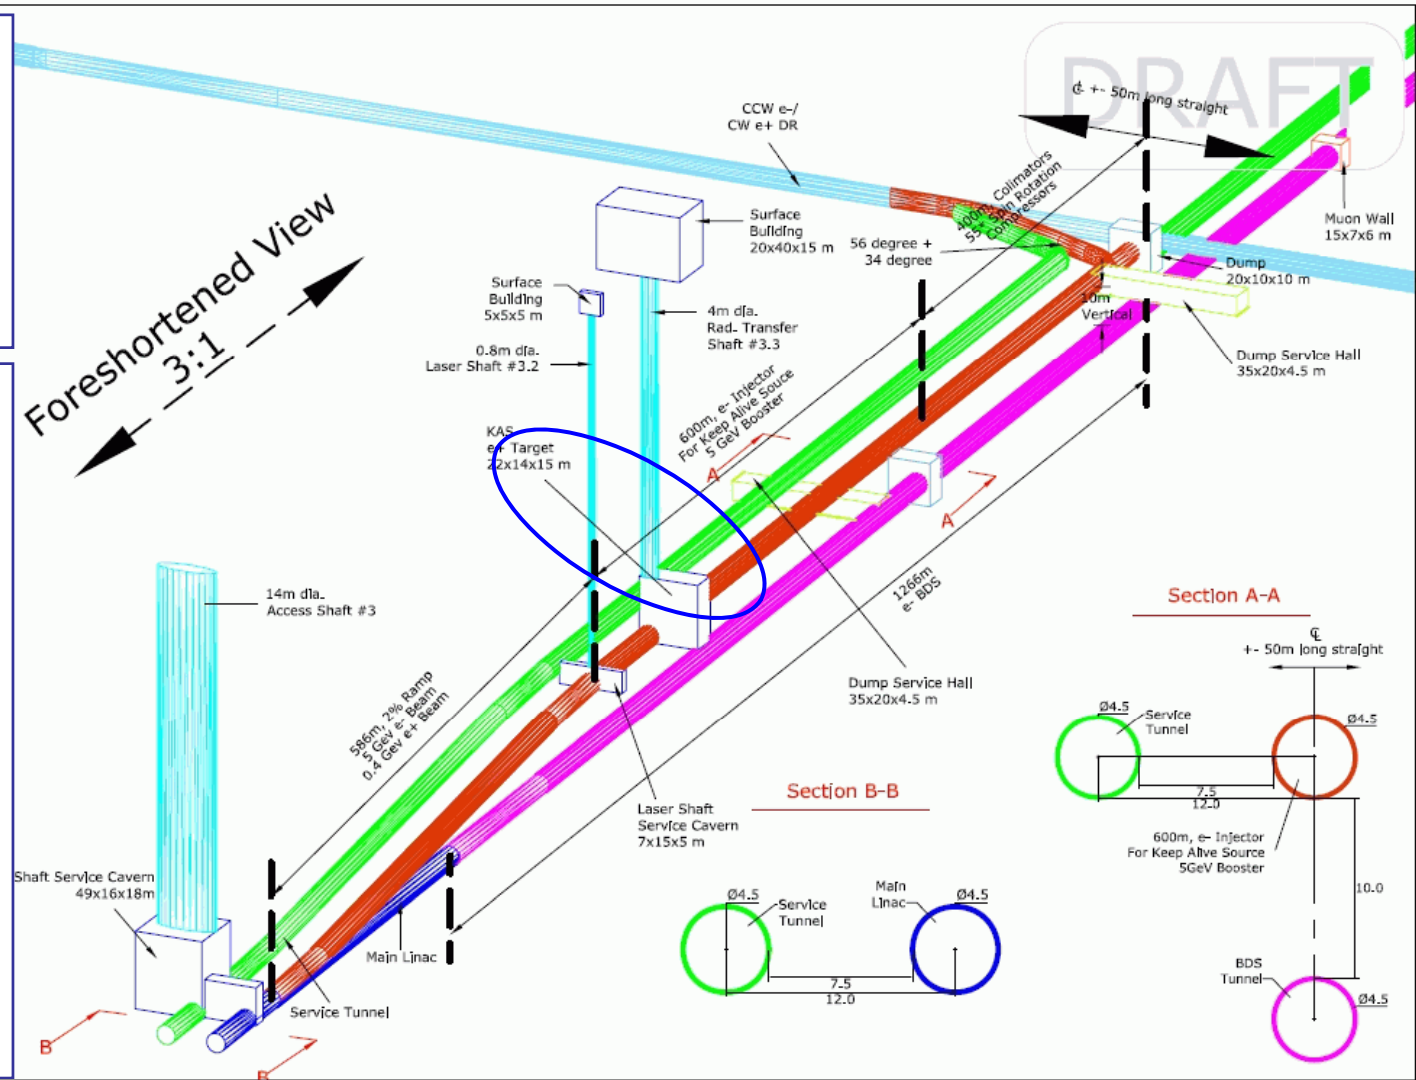 DRAFT
℄ +- 50m long straight
CCW e-/
CW e+ DR
400m, Colimators
55* Spin Rotation
Compressors
Surface
Building
20x40x15 m
56 degree +
34 degree
Muon Wall
15x7x6 m
Dump
20x10x10 m
10m
Vertical
Foreshortened View
3:1
Surface
Building
5x5x5 m
4m dia.
Rad. Transfer
Shaft #3.3
0.8m dia.
Laser Shaft #3.2
Dump Service Hall
35x20x4.5 m
600m, e- Injector
For Keep Alive Souce
5 GeV Booster
KAS
e+ Target
22x14x15 m
A
A
14m dia.
Access Shaft #3
1266m
e- BDS
Section A-A
℄
+- 50m long straight
Dump Service Hall
35x20x4.5 m
586m, 2% Ramp
5 Gev e- Beam
0.4 Gev e+ Beam
Ø4.5
Service
Tunnel
Ø4.5
7.5
12.0
Section B-B
Laser Shaft
Service Cavern
7x15x5 m
600m, e- Injector
For Keep Alive Source
5GeV Booster
10.0
Shaft Service Cavern
49x16x18m
Ø4.5
Service
Tunnel
Main
Linac
Ø4.5
7.5
12.0
Main Linac
BDS
Tunnel
Ø4.5
Service Tunnel
B
B